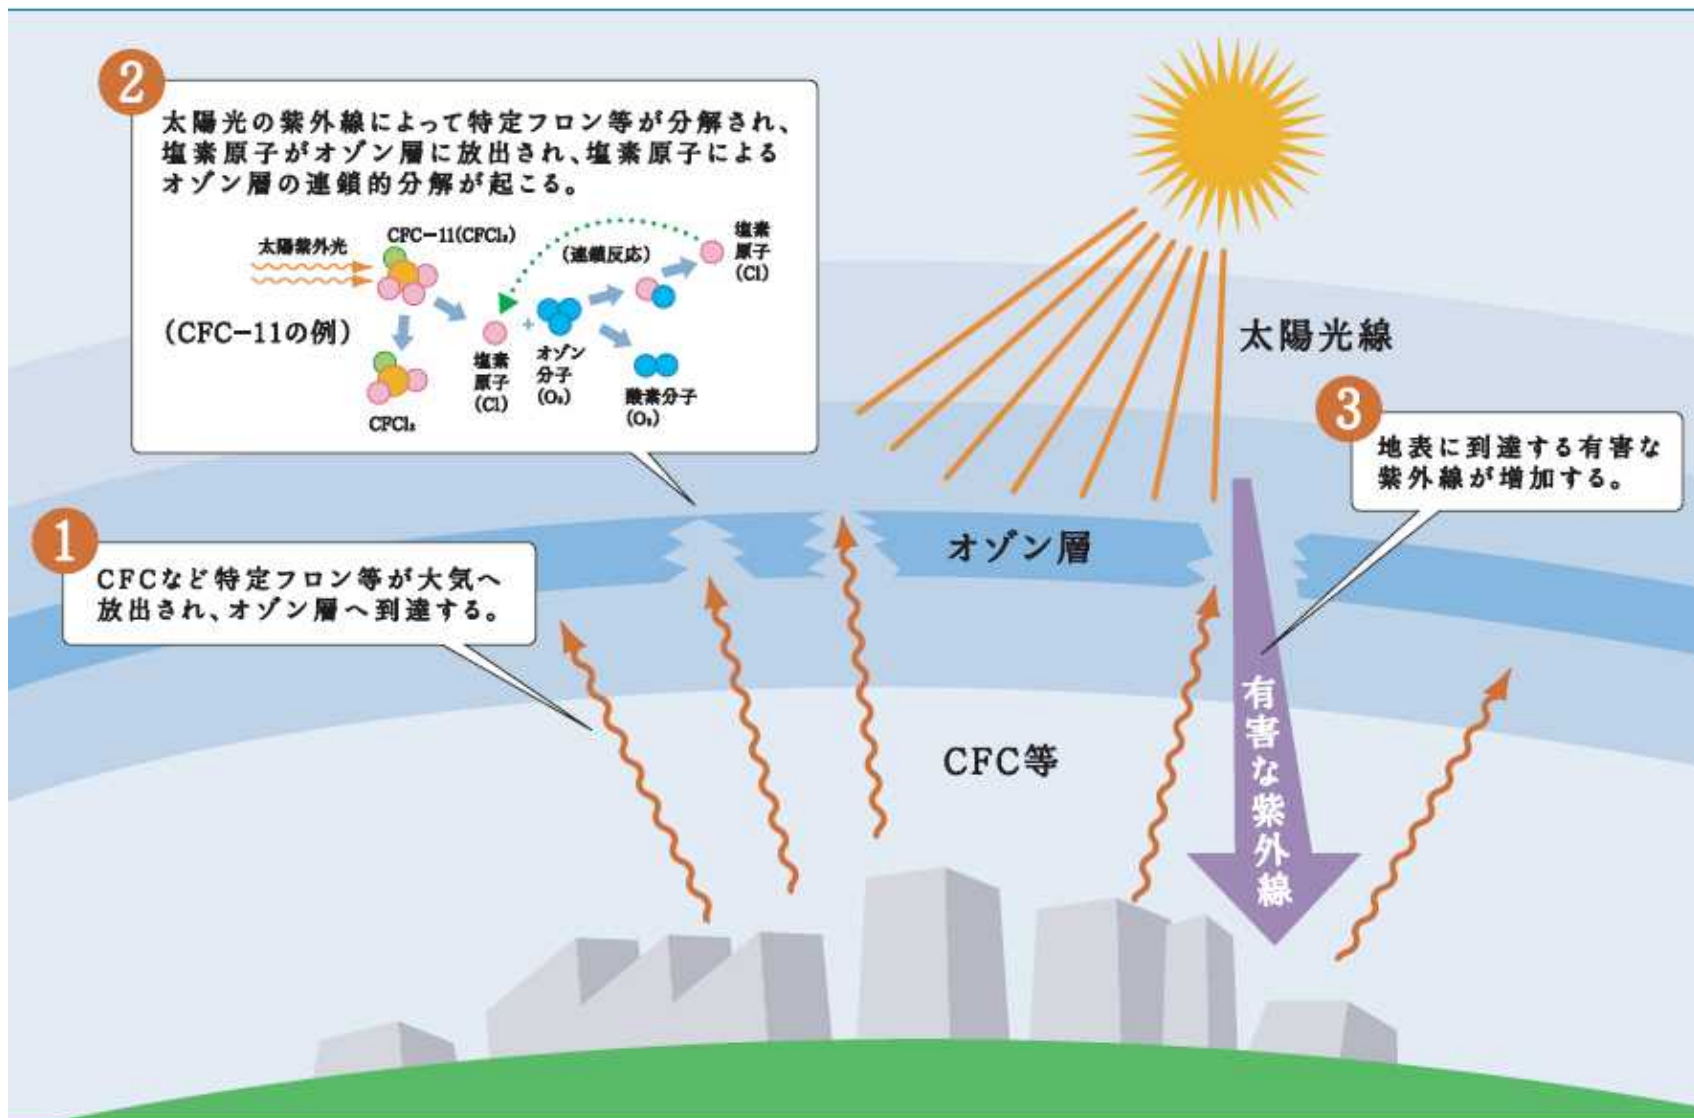 1
CFCなど特定フロン等が大気へ
放出され、オゾン層へ到達する。
2
太陽光の紫外線によって特定フロン等が分解され、
塩素原子がオゾン層に放出され、塩素原子による
オゾン層の連鎖的分解が起こる。
太陽紫外光
CFC-11(CFCl₃)
(連鎖反応)
塩素
原子
(Cl)
(CFC-11の例)
CFCl₂
塩素
原子
(Cl)
+
オゾン
分子
(O₃)
酸素分子
(O₂)
太陽光線
3
地表に到達する有害な
紫外線が増加する。
オゾン層
CFC等
有害な紫外線